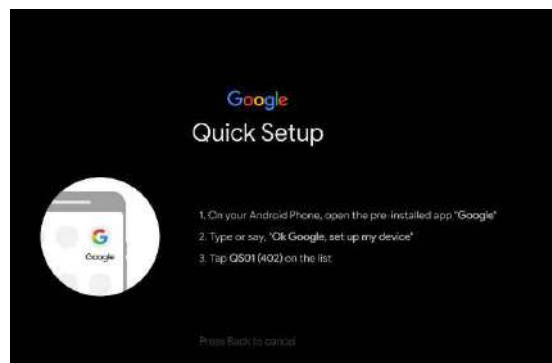 Google
Quick Setup
1. On your Android Phone, open the pre-installed app "Google"
2. Type or say, "Ok Google, set up my device"
3. Tap QS01 (402) on the list
G
Google
Press Back to cancel